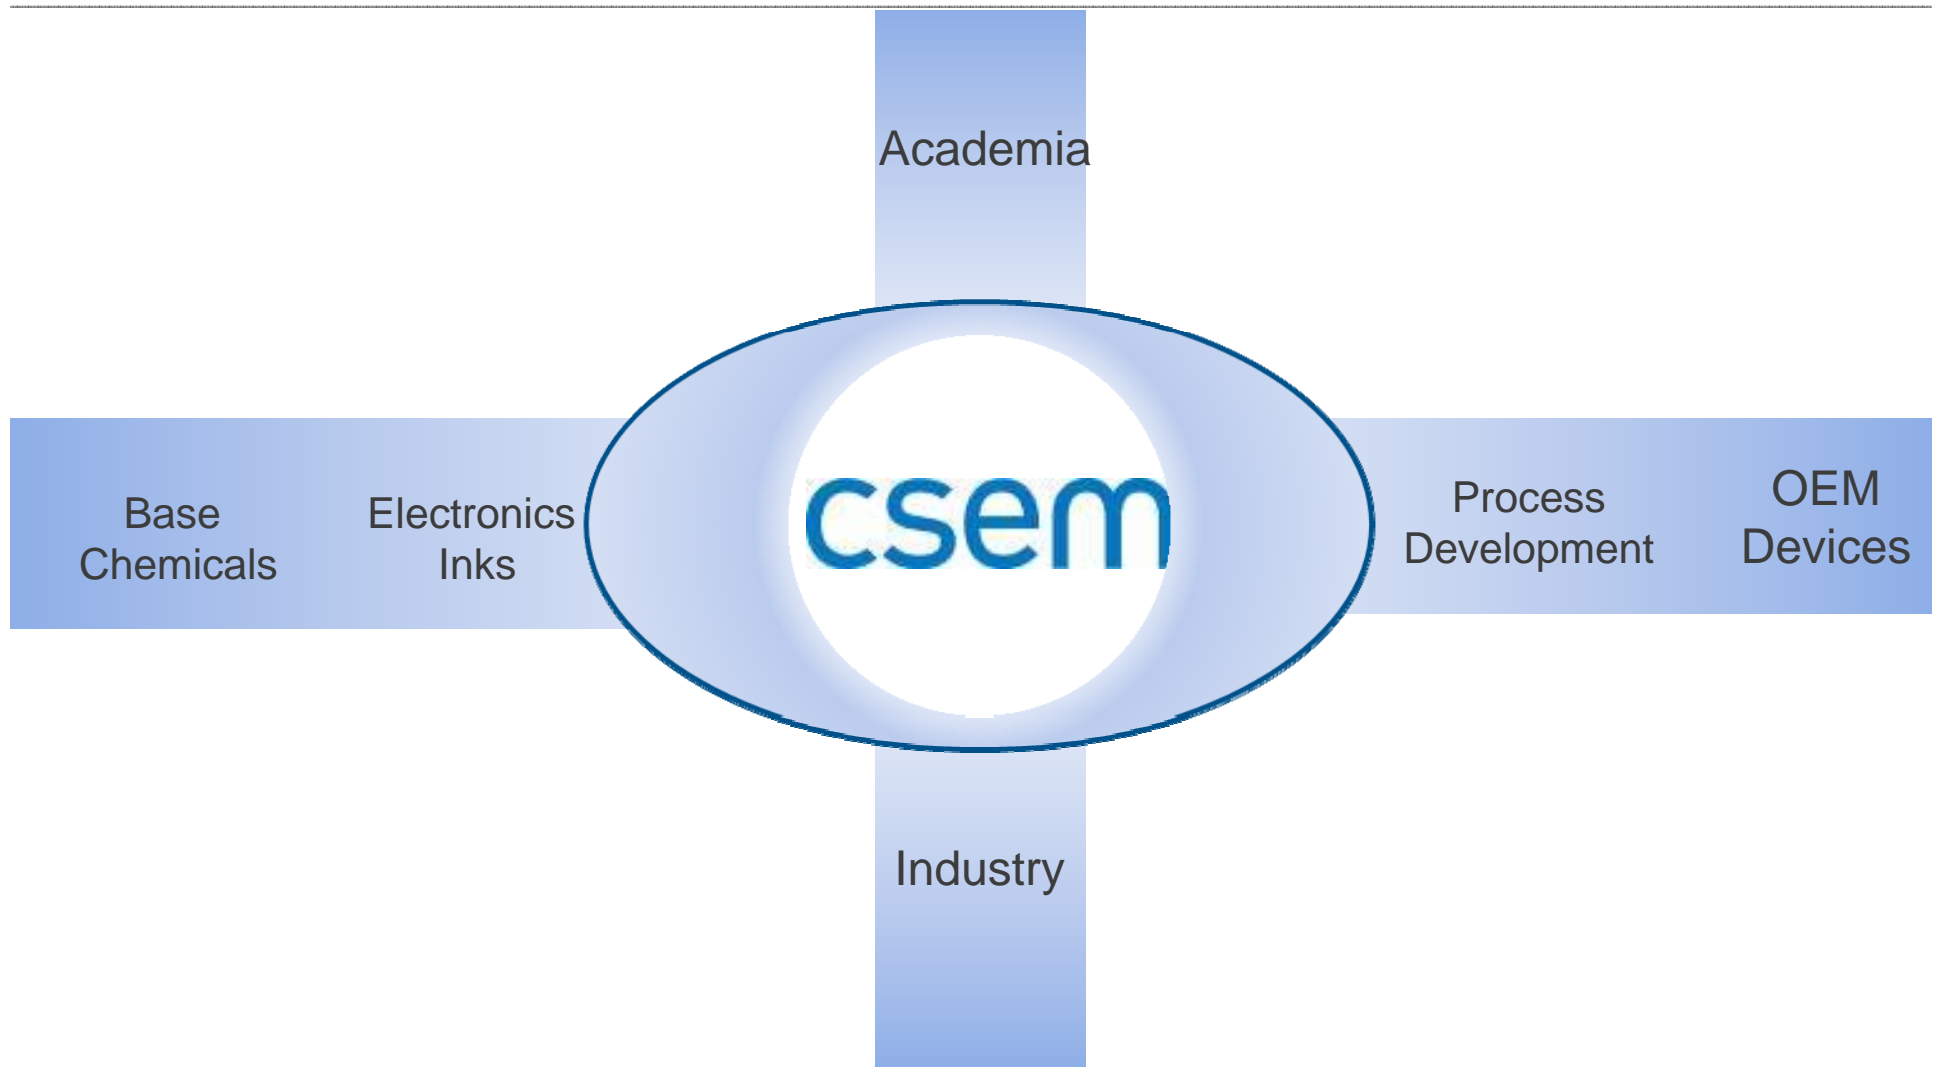 Academia
Base
Chemicals
Electronics
Inks
csem
Process
Development
OEM
Devices
Industry